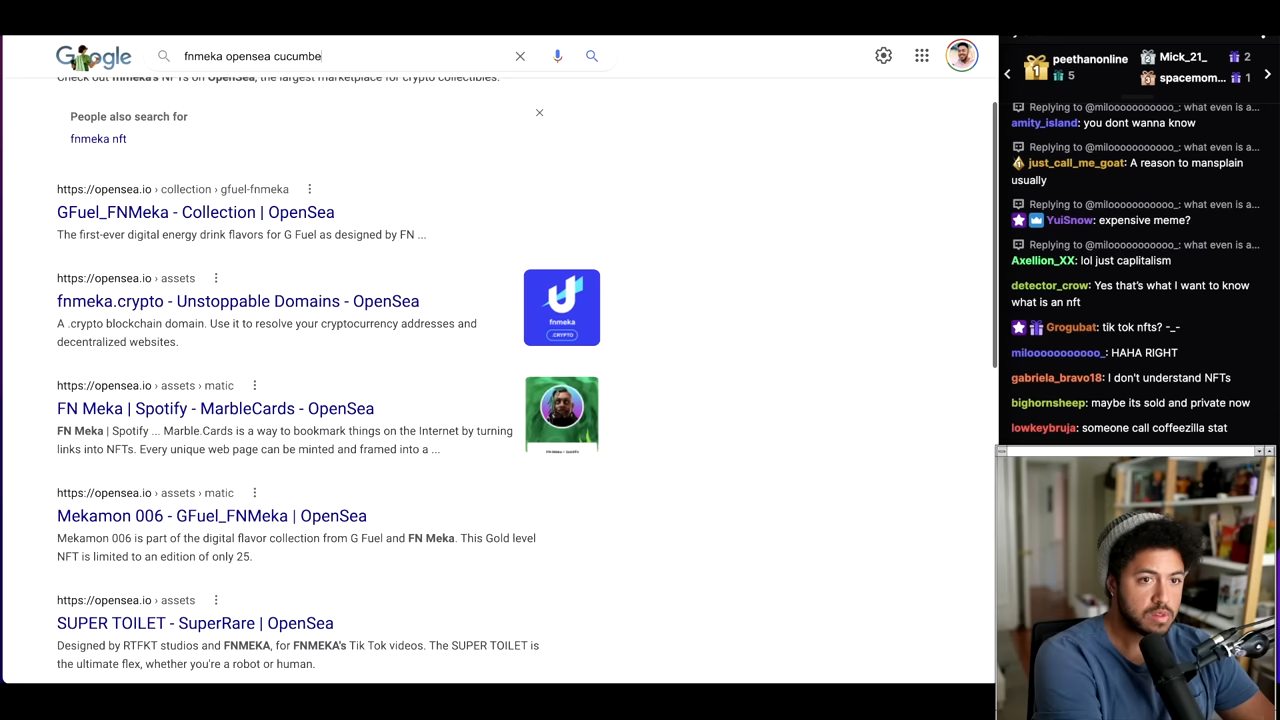 Google
fnmeka opensea cucumbe
Check out fnmeka's NFTs on OpenSea, the largest marketplace for crypto collectibles.
People also search for
fnmeka nft
https://opensea.io › collection › gfuel-fnmeka
GFuel_FNMeka - Collection | OpenSea
The first-ever digital energy drink flavors for G Fuel as designed by FN ...
https://opensea.io › assets
fnmeka.crypto - Unstoppable Domains - OpenSea
A .crypto blockchain domain. Use it to resolve your cryptocurrency addresses and
decentralized websites.
fnmeka
.CRYPTO
https://opensea.io › assets › matic
FN Meka | Spotify - MarbleCards - OpenSea
FN Meka | Spotify ... Marble.Cards is a way to bookmark things on the Internet by turning
links into NFTs. Every unique web page can be minted and framed into a ...
https://opensea.io › assets › matic
Mekamon 006 - GFuel_FNMeka | OpenSea
Mekamon 006 is part of the digital flavor collection from G Fuel and FN Meka. This Gold level
NFT is limited to an edition of only 25.
https://opensea.io › assets
SUPER TOILET - SuperRare | OpenSea
Designed by RTFKT studios and FNMEKA, for FNMEKA's Tik Tok videos. The SUPER TOILET is
the ultimate flex, whether you're a robot or human.
1 peethanonline
5
2 Mick_21_ 2
3 spacemom... 1
Replying to @milooooooooooo_: what even is a...
amity_island: you dont wanna know
Replying to @milooooooooooo_: what even is a...
just_call_me_goat: A reason to mansplain
usually
Replying to @milooooooooooo_: what even is a...
YuiSnow: expensive meme?
Replying to @milooooooooooo_: what even is a...
Axellion_XX: lol just caplitalism
detector_crow: Yes that's what I want to know
what is an nft
Grogubat: tik tok nfts? -_-
milooooooooooo_: HAHA RIGHT
gabriela_bravo18: I don't understand NFTs
bighornsheep: maybe its sold and private now
lowkeybruja: someone call coffeezilla stat